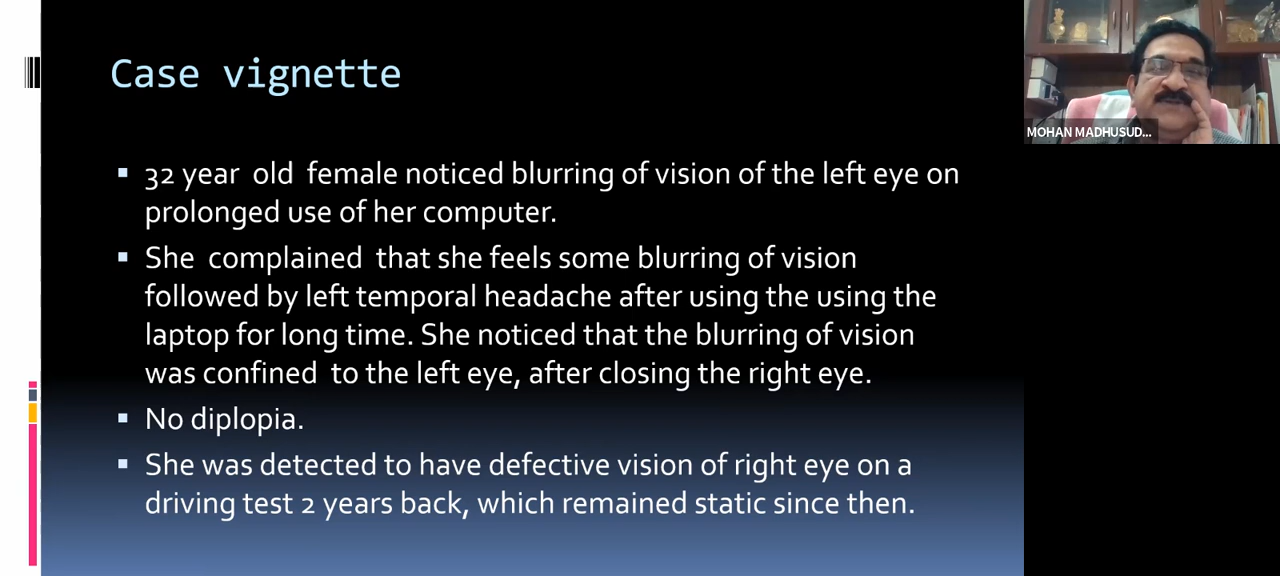 Case vignette
32 year old female noticed blurring of vision of the left eye on
prolonged use of her computer.
She complained that she feels some blurring of vision
followed by left temporal headache after using the using the
laptop for long time. She noticed that the blurring of vision
was confined to the left eye, after closing the right eye.
No diplopia.
She was detected to have defective vision of right eye on a
driving test 2 years back, which remained static since then.
MOHAN MADHUSUD...